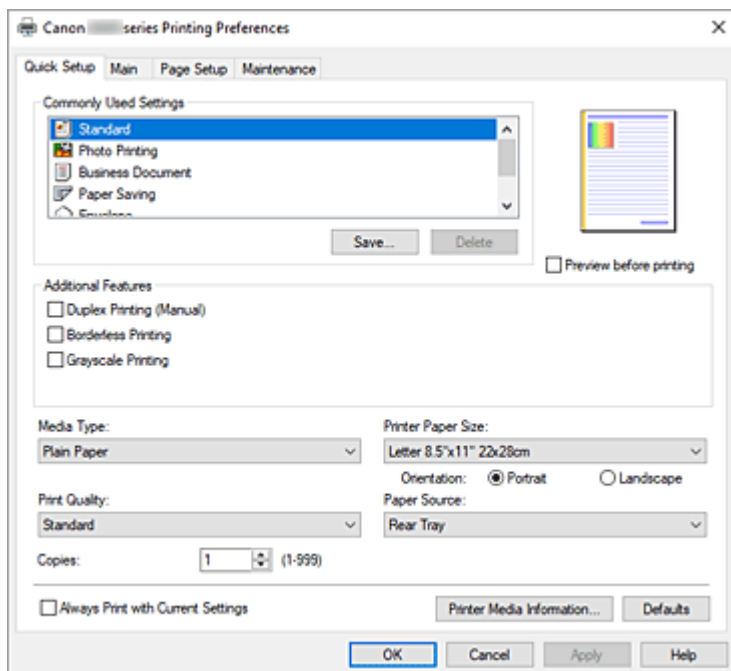 Canon series Printing Preferences
Quick Setup Main Page Setup Maintenance
Commonly Used Settings
Standard
Photo Printing
Business Document
Paper Saving
Envelope
Save... Delete
Preview before printing
Additional Features
Duplex Printing (Manual)
Borderless Printing
Grayscale Printing
Media Type: Printer Paper Size:
Plain Paper Letter 8.5"x11" 22x28cm
Orientation: Portrait Landscape
Print Quality: Paper Source:
Standard Rear Tray
Copies: 1 (1-999)
Always Print with Current Settings Printer Media Information... Defaults
OK Cancel Apply Help